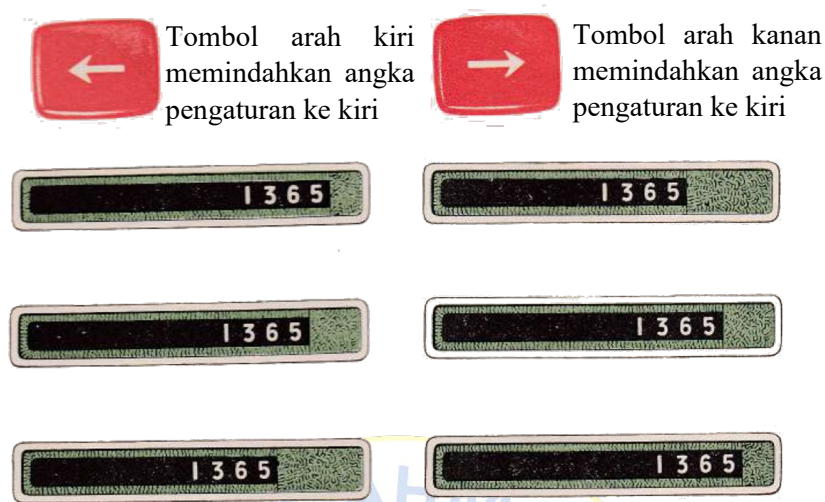 Tombol arah kiri
memindahkan angka
pengaturan ke kiri
Tombol arah kanan
memindahkan angka
pengaturan ke kiri
1365
1365
1365
1365
1365
1365